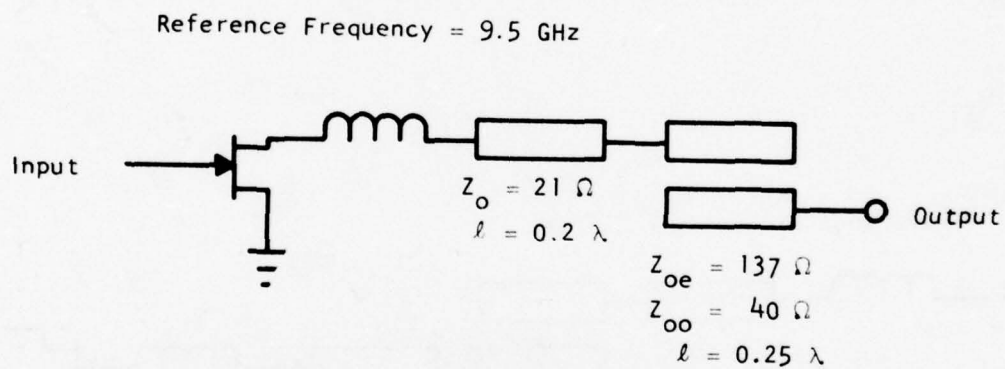 Reference Frequency = 9.5 GHz
Input
Z_o = 21 Ω
ℓ = 0.2 λ
Output
Z_oe = 137 Ω
Z_oo = 40 Ω
ℓ = 0.25 λ